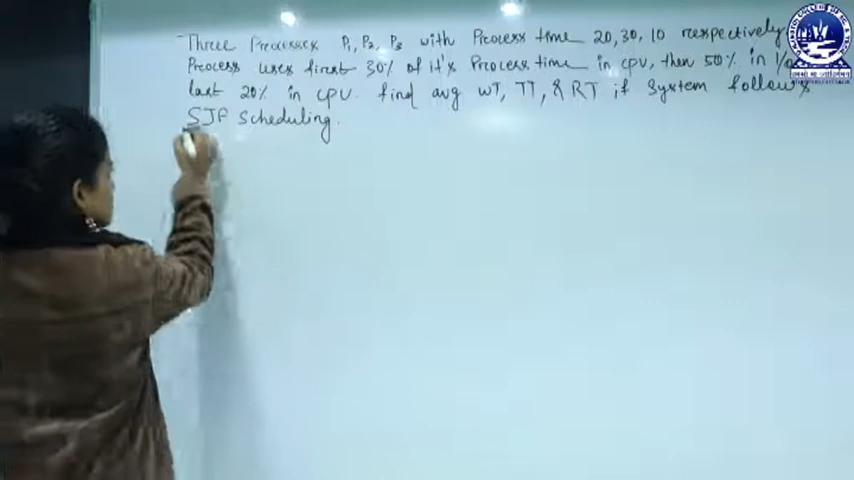 Three Processes P1, P2, P3 with Process time 20, 30, 10 respectively
Process uses first 30% of it's Process time in CPU, then 50% in I/o
last 20% in CPU. find avg WT, TT, & RT if System follows
SJF Scheduling.